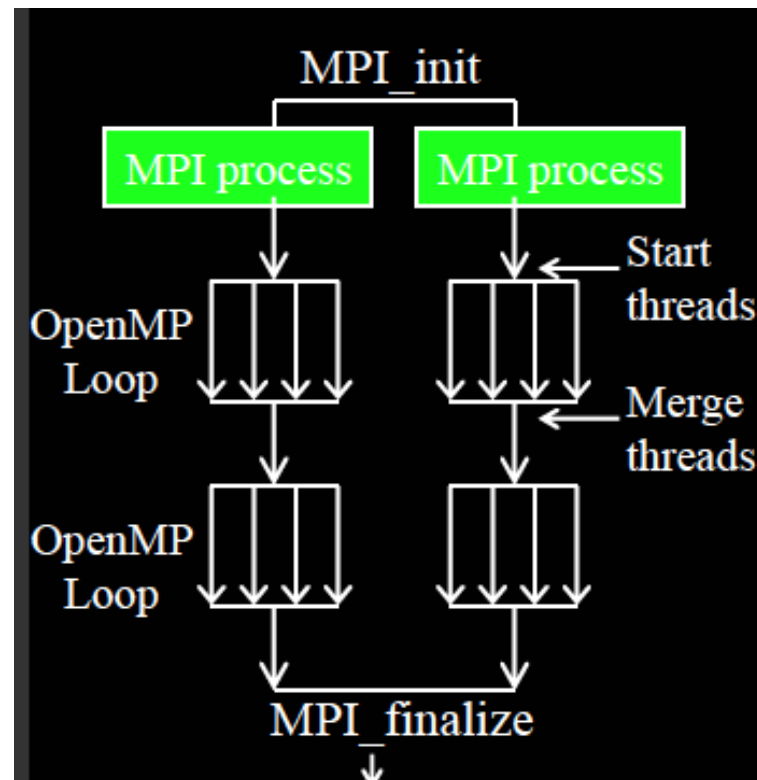 MPI_init
MPI process
MPI process
Start
threads
OpenMP
Loop
Merge
threads
OpenMP
Loop
MPI_finalize